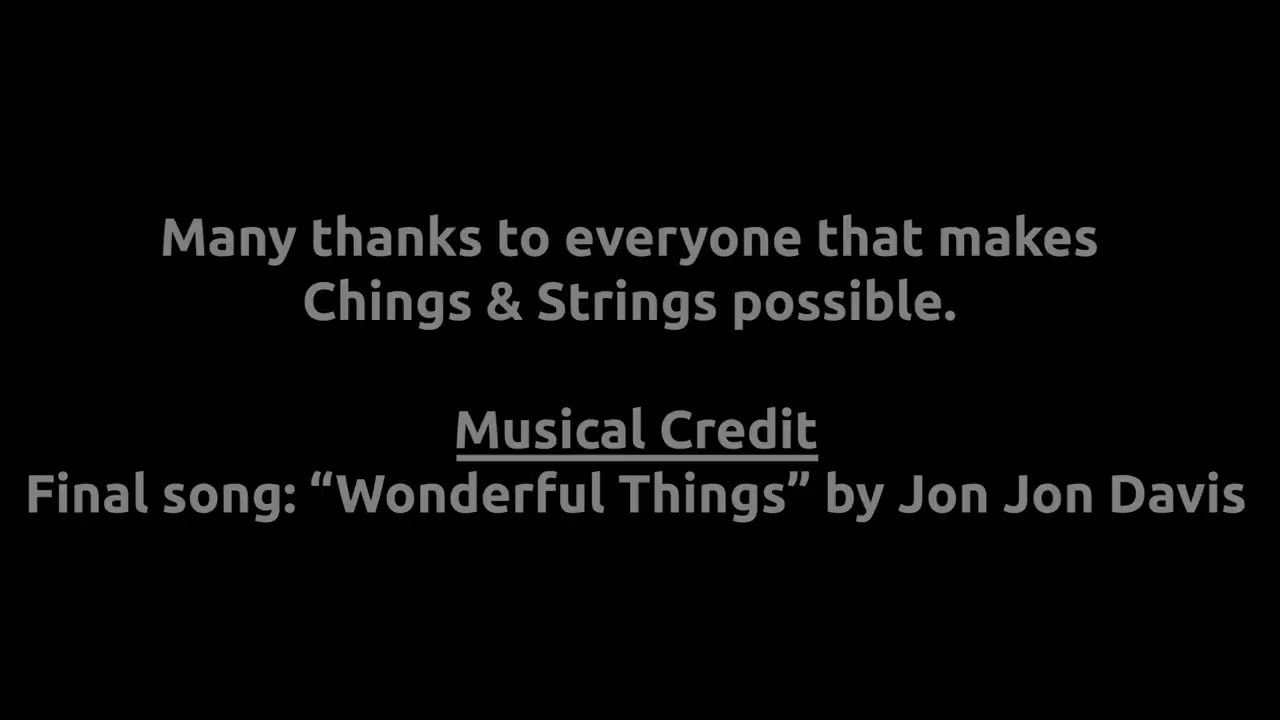 Many thanks to everyone that makes
Chings & Strings possible.
Musical Credit
Final song: “Wonderful Things” by Jon Jon Davis